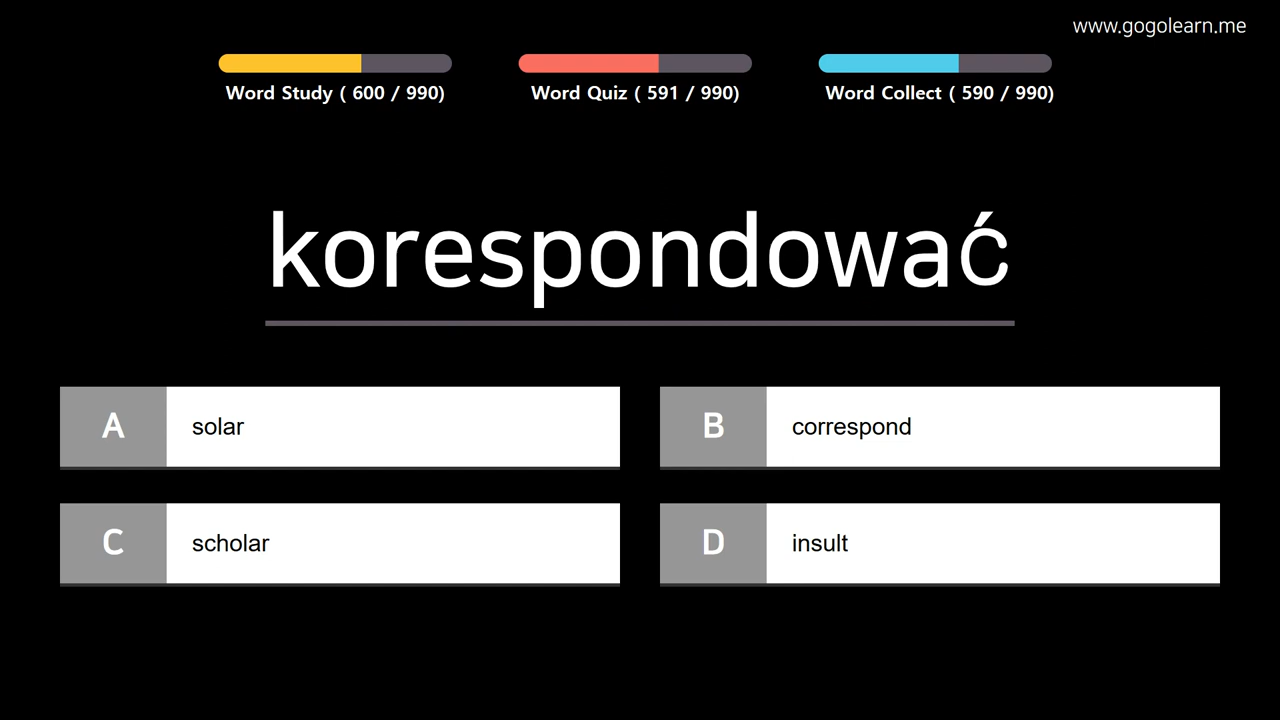 www.gogolearn.me
Word Study ( 600 / 990)
Word Quiz ( 591 / 990)
Word Collect ( 590 / 990)
korespondować
A solar
B correspond
C scholar
D insult